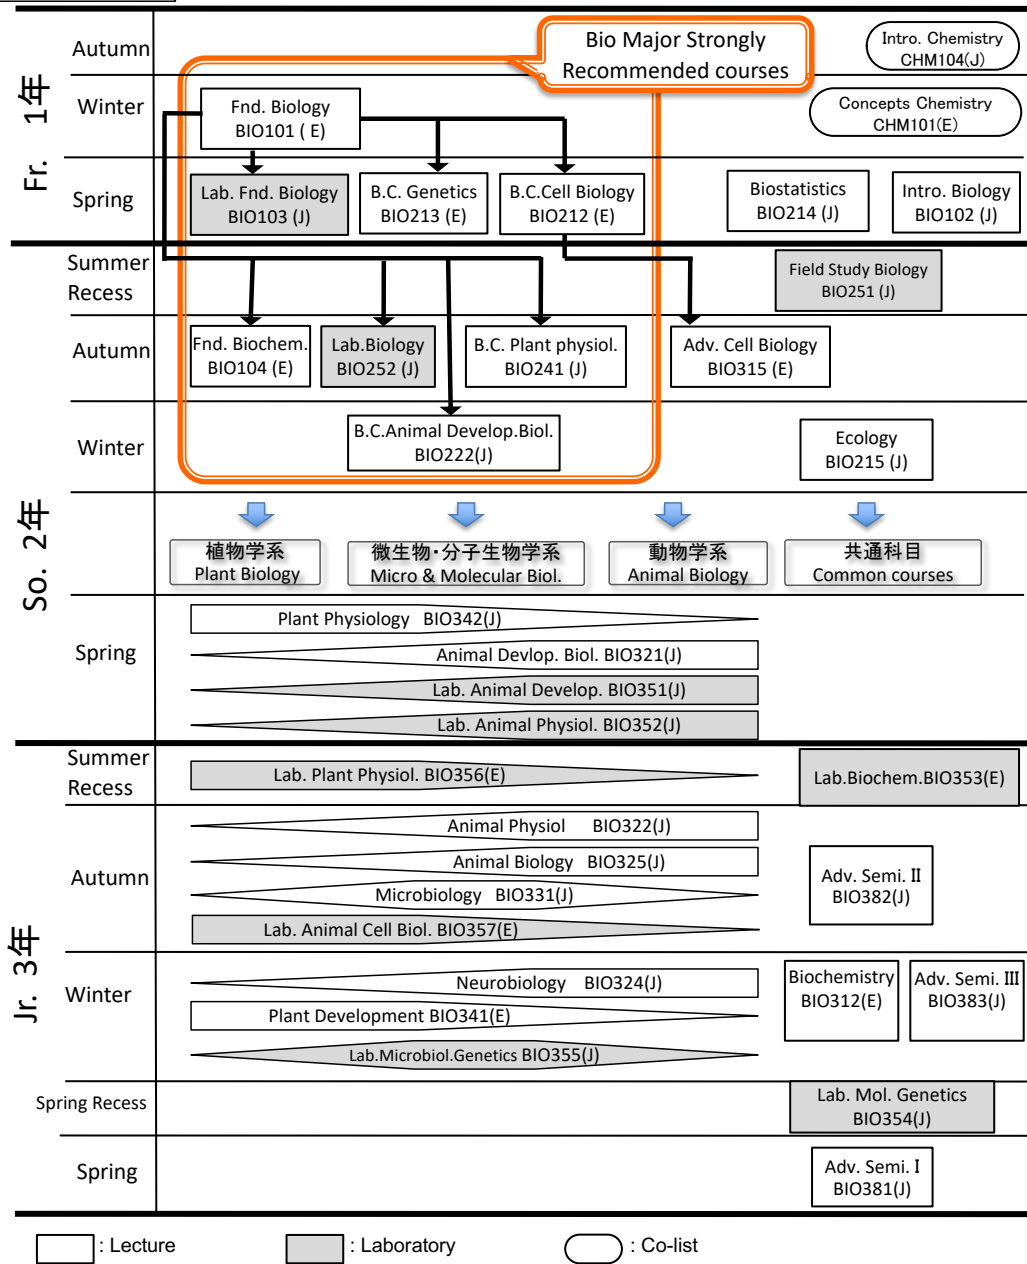 Fr. 1年
Autumn
Bio Major Strongly
Recommended courses
Intro. Chemistry
CHM104(J)
Winter
Fnd. Biology
BIO101 ( E)
Concepts Chemistry
CHM101(E)
Spring
Lab. Fnd. Biology
BIO103 (J)
B.C. Genetics
BIO213 (E)
B.C.Cell Biology
BIO212 (E)
Biostatistics
BIO214 (J)
Intro. Biology
BIO102 (J)
So. 2年
Summer
Recess
Field Study Biology
BIO251 (J)
Autumn
Fnd. Biochem.
BIO104 (E)
Lab.Biology
BIO252 (J)
B.C. Plant physiol.
BIO241 (J)
Adv. Cell Biology
BIO315 (E)
Winter
B.C.Animal Develop.Biol.
BIO222(J)
Ecology
BIO215 (J)
植物学系
Plant Biology
微生物・分子生物学系
Micro & Molecular Biol.
動物学系
Animal Biology
共通科目
Common courses
Spring
Plant Physiology BIO342(J)
Animal Devlop. Biol. BIO321(J)
Lab. Animal Develop. BIO351(J)
Lab. Animal Physiol. BIO352(J)
Jr. 3年
Summer
Recess
Lab. Plant Physiol. BIO356(E)
Lab.Biochem.BIO353(E)
Autumn
Animal Physiol BIO322(J)
Animal Biology BIO325(J)
Microbiology BIO331(J)
Lab. Animal Cell Biol. BIO357(E)
Adv. Semi. II
BIO382(J)
Winter
Neurobiology BIO324(J)
Plant Development BIO341(E)
Lab.Microbiol.Genetics BIO355(J)
Biochemistry
BIO312(E)
Adv. Semi. III
BIO383(J)
Spring Recess
Lab. Mol. Genetics
BIO354(J)
Spring
Adv. Semi. I
BIO381(J)
: Lecture
: Laboratory
: Co-list